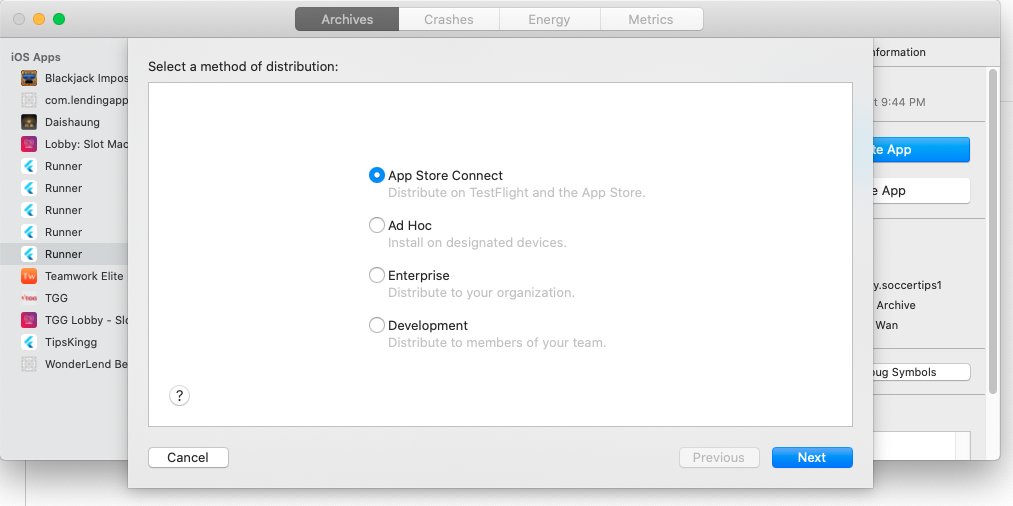 Archives
Crashes
Energy
Metrics
iOS Apps
Blackjack Impos
com.lendingapp
Daishaung
Lobby: Slot Mac
Runner
Runner
Runner
Runner
Runner
Teamwork Elite
TGG
TGG Lobby - Slo
TipsKingg
WonderLend Be
Select a method of distribution:
App Store Connect
Distribute on TestFlight and the App Store.
Ad Hoc
Install on designated devices.
Enterprise
Distribute to your organization.
Development
Distribute to members of your team.
?
Cancel
Previous
Next
nformation
t 9:44 PM
te App
e App
y.soccertips1
Archive
Wan
bug Symbols